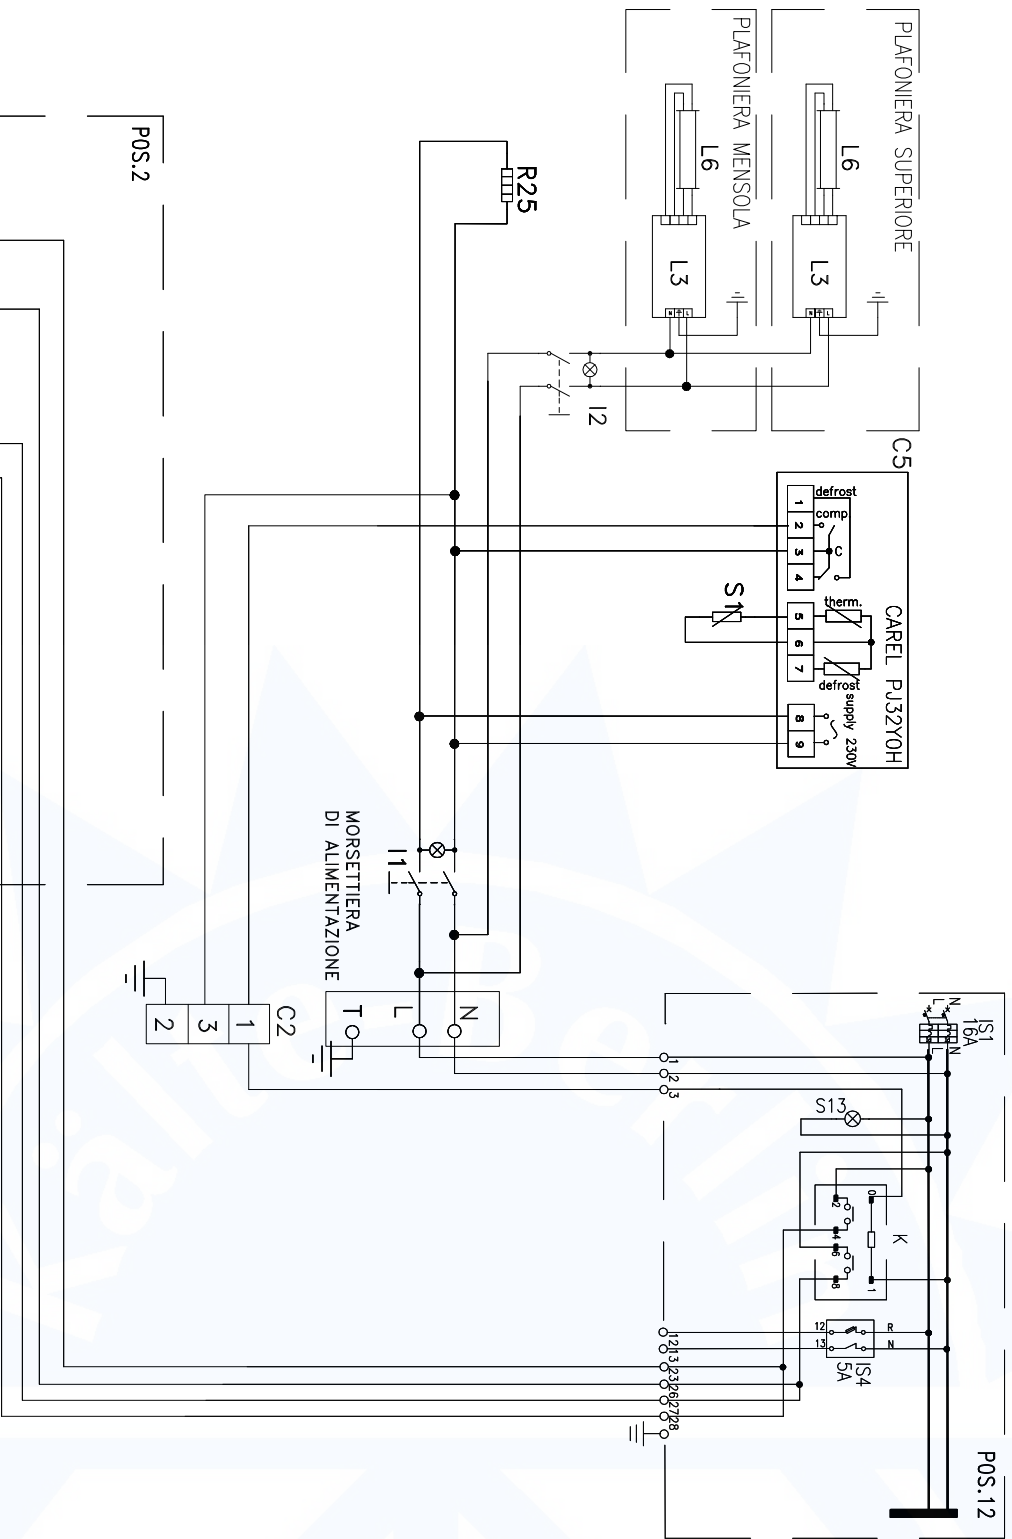 PLAFONIERA SUPERIORE
L6
L3
N
L
PLAFONIERA MENSOLA
L6
L3
N
L
POS.2
R25
I2
C5
CAREL PJ32Y0H
defrost
comp
C
1
2
3
4
therm.
defrost
5
6
7
supply 230V
8
9
S1
I1
MORSETTIERA
DI ALIMENTAZIONE
T
L
N
C2
1
3
2
IS1
16A
N
L
N
L
1
2
3
S13
K
0
1
2
4
6
8
12
13
R
N
IS4
5A
12
13
23
26
27
28
POS.12
Kälte-Berlin